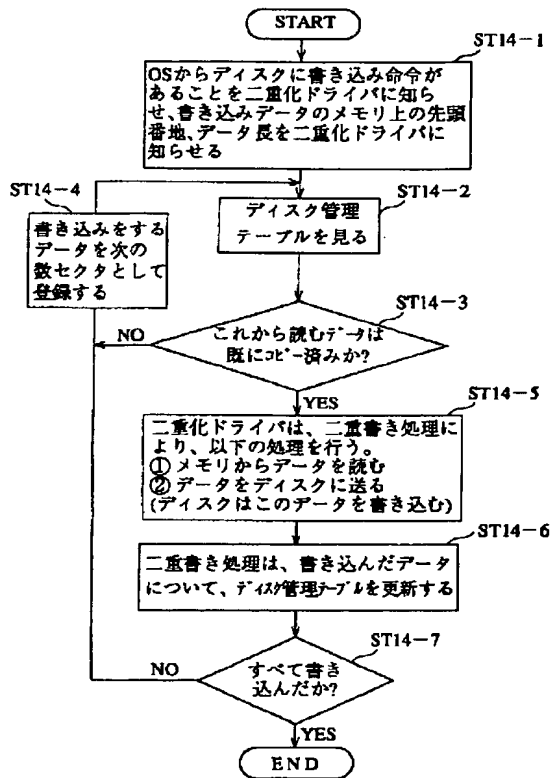 START
ST14-1
OSからディスクに書き込み命令が
あることを二重化ドライバに知ら
せ、書き込みデータのメモリ上の先頭
番地、データ長を二重化ドライバに
知らせる
ST14-4
書き込みをする
データを次の
数セクタとして
登録する
ST14-2
ディスク管理
テーブルを見る
ST14-3
これから読むデータは
既にコピー済みか?
NO
YES
ST14-5
二重化ドライバは、二重書き処理に
より、以下の処理を行う。
① メモリからデータを読む
② データをディスクに送る
(ディスクはこのデータを書き込む)
ST14-6
二重書き処理は、書き込んだデータ
について、ディスク管理テーブルを更新する
ST14-7
すべて書き
込んだか?
NO
YES
END